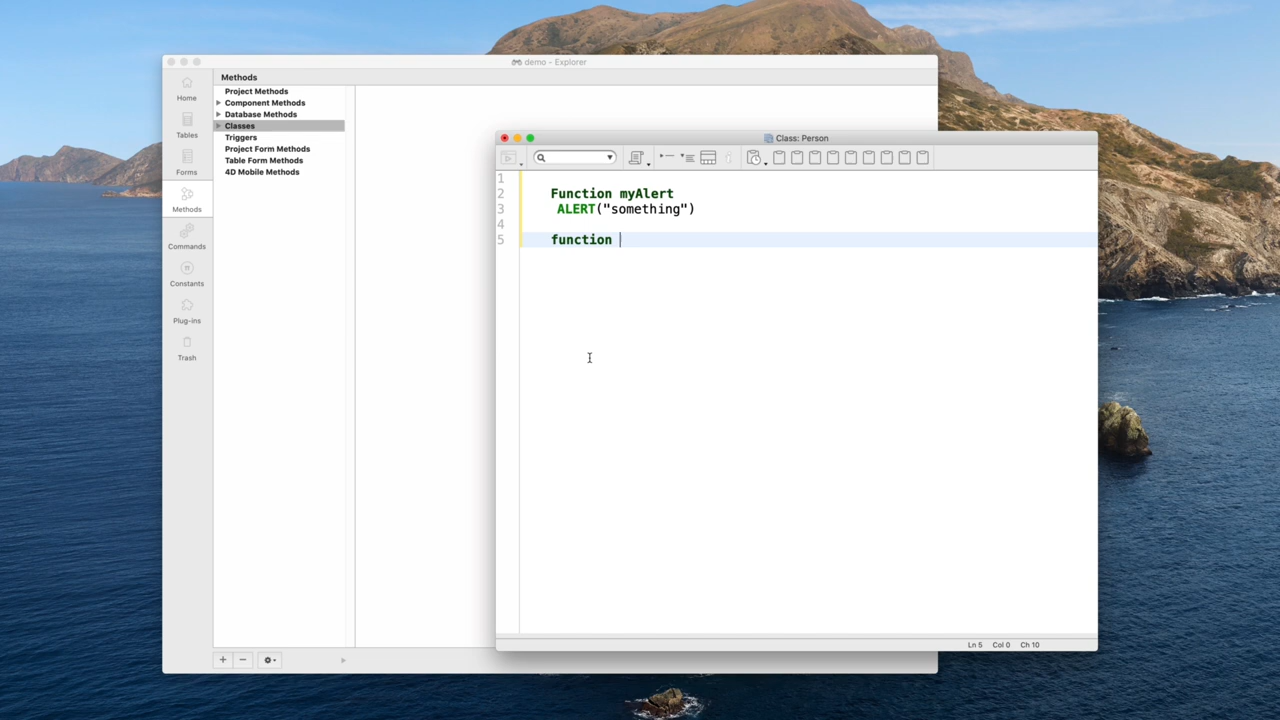 demo - Explorer
Home
Tables
Forms
Methods
Commands
Constants
Plug-ins
Trash
Methods
Project Methods
Component Methods
Database Methods
Classes
Triggers
Project Form Methods
Table Form Methods
4D Mobile Methods
Class: Person
1
2 Function myAlert
3 ALERT("something")
4
5 function
Ln 5 Col 0 Ch 10